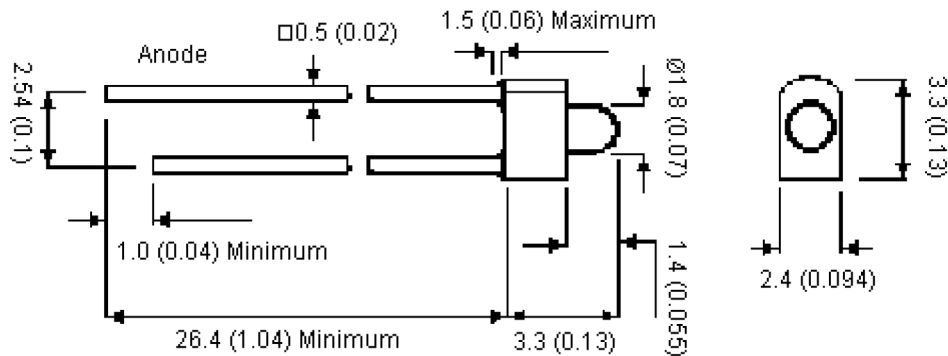 1.5 (0.06) Maximum
□0.5 (0.02)
Anode
2.54 (0.1)
Ø1.8 (0.07)
3.3 (0.13)
1.0 (0.04) Minimum
1.4 (0.055)
2.4 (0.094)
26.4 (1.04) Minimum
3.3 (0.13)